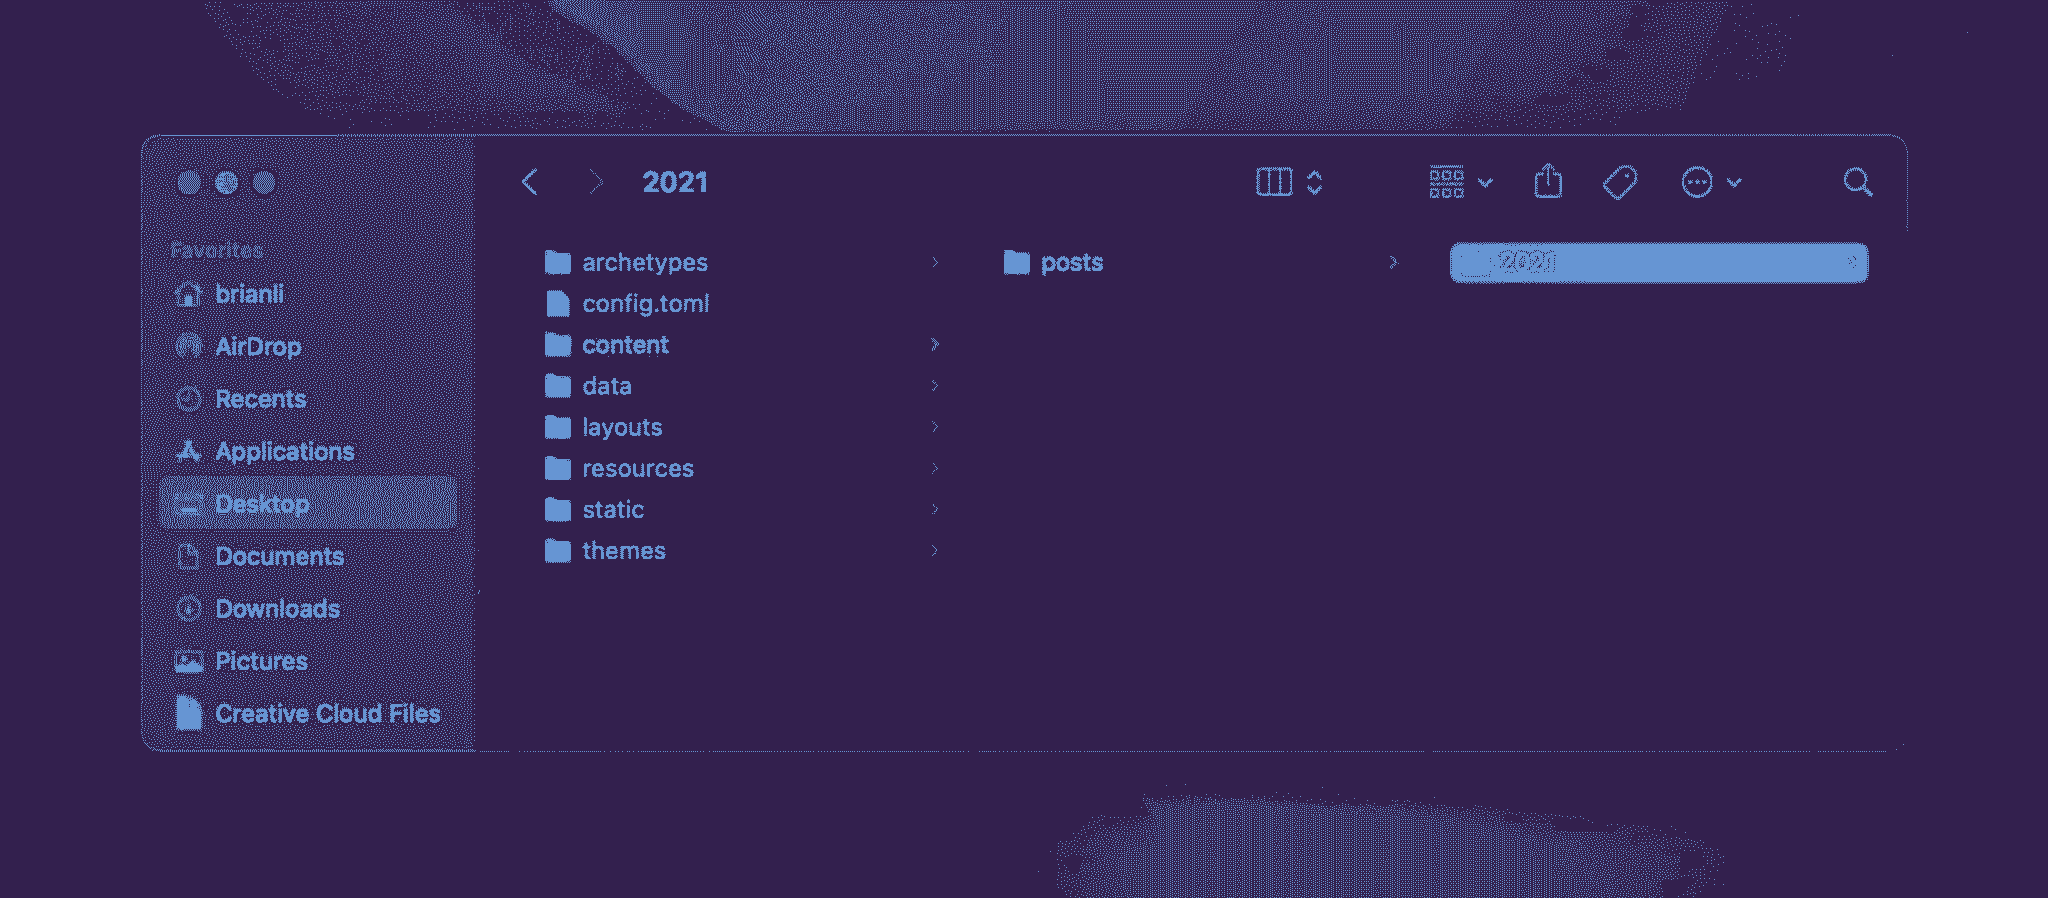 2021
Favorites
brianli
AirDrop
Recents
Applications
Desktop
Documents
Downloads
Pictures
Creative Cloud Files
archetypes
config.toml
content
data
layouts
resources
static
themes
posts
2021